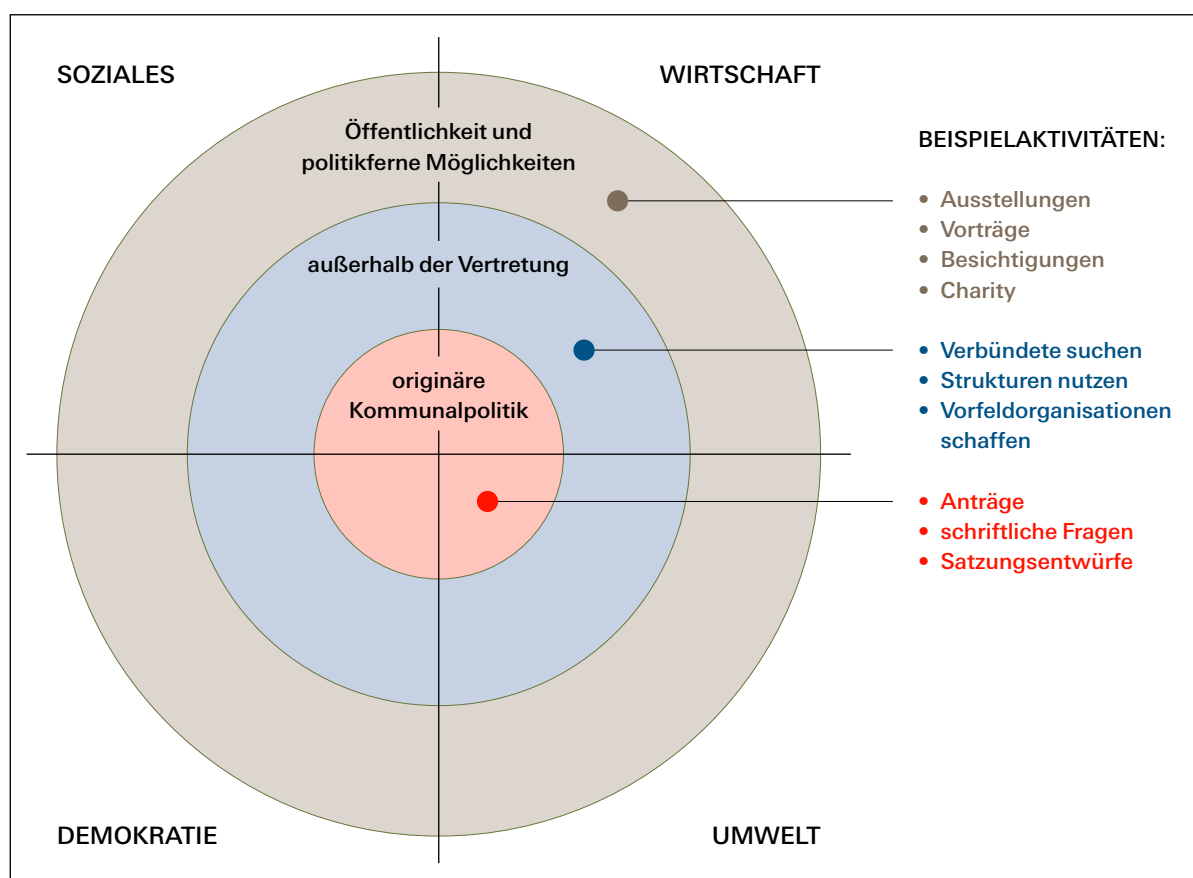 SOZIALES
WIRTSCHAFT
Öffentlichkeit und
politikferne Möglichkeiten
außerhalb der Vertretung
originäre
Kommunalpolitik
DEMOKRATIE
UMWELT
BEISPIELAKTIVITÄTEN:
• Ausstellungen
• Vorträge
• Besichtigungen
• Charity
• Verbündete suchen
• Strukturen nutzen
• Vorfeldorganisationen
schaffen
• Anträge
• schriftliche Fragen
• Satzungsentwürfe